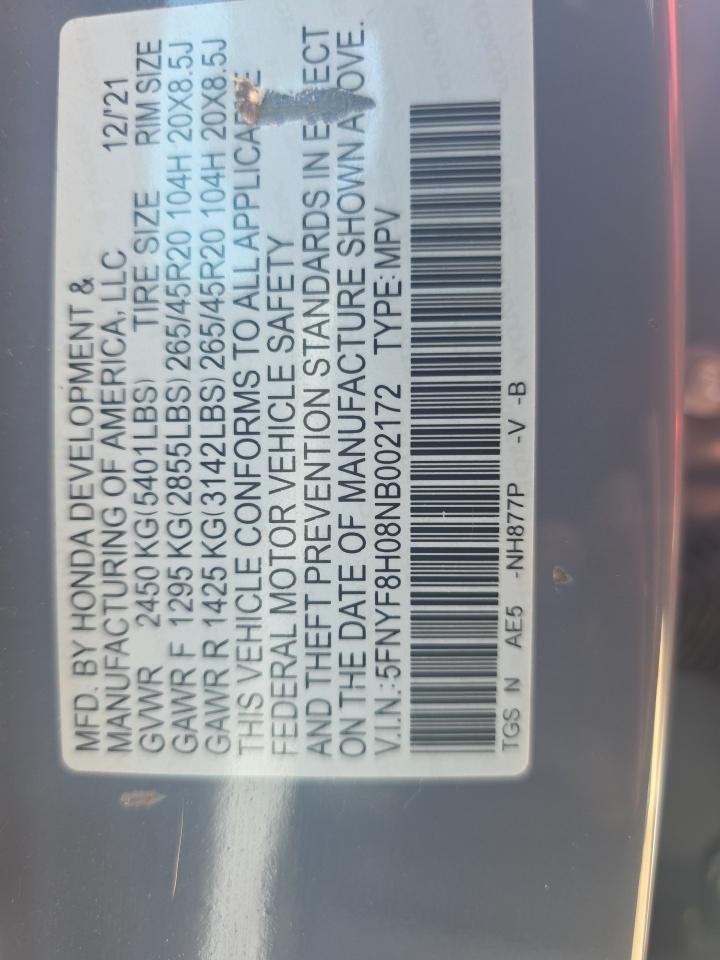 MFD. BY HONDA DEVELOPMENT &
MANUFACTURING OF AMERICA, LLC 12/'21
GVWR 2450 KG(5401LBS) TIRE SIZE RIM SIZE
GAWR F 1295 KG(2855LBS) 265/45R20 104H 20X8.5J
GAWR R 1425 KG(3142LBS) 265/45R20 104H 20X8.5J
THIS VEHICLE CONFORMS TO ALL
FEDERAL MOTOR VEHICLE SAFETY
AND THEFT PREVENTION STANDARDS IN
ON THE DATE OF MANUFACTURE SHOWN
V.I.N.:5FNYF8H08NB002172 TYPE: MPV
TGS N AE5 -NH877P -V -B